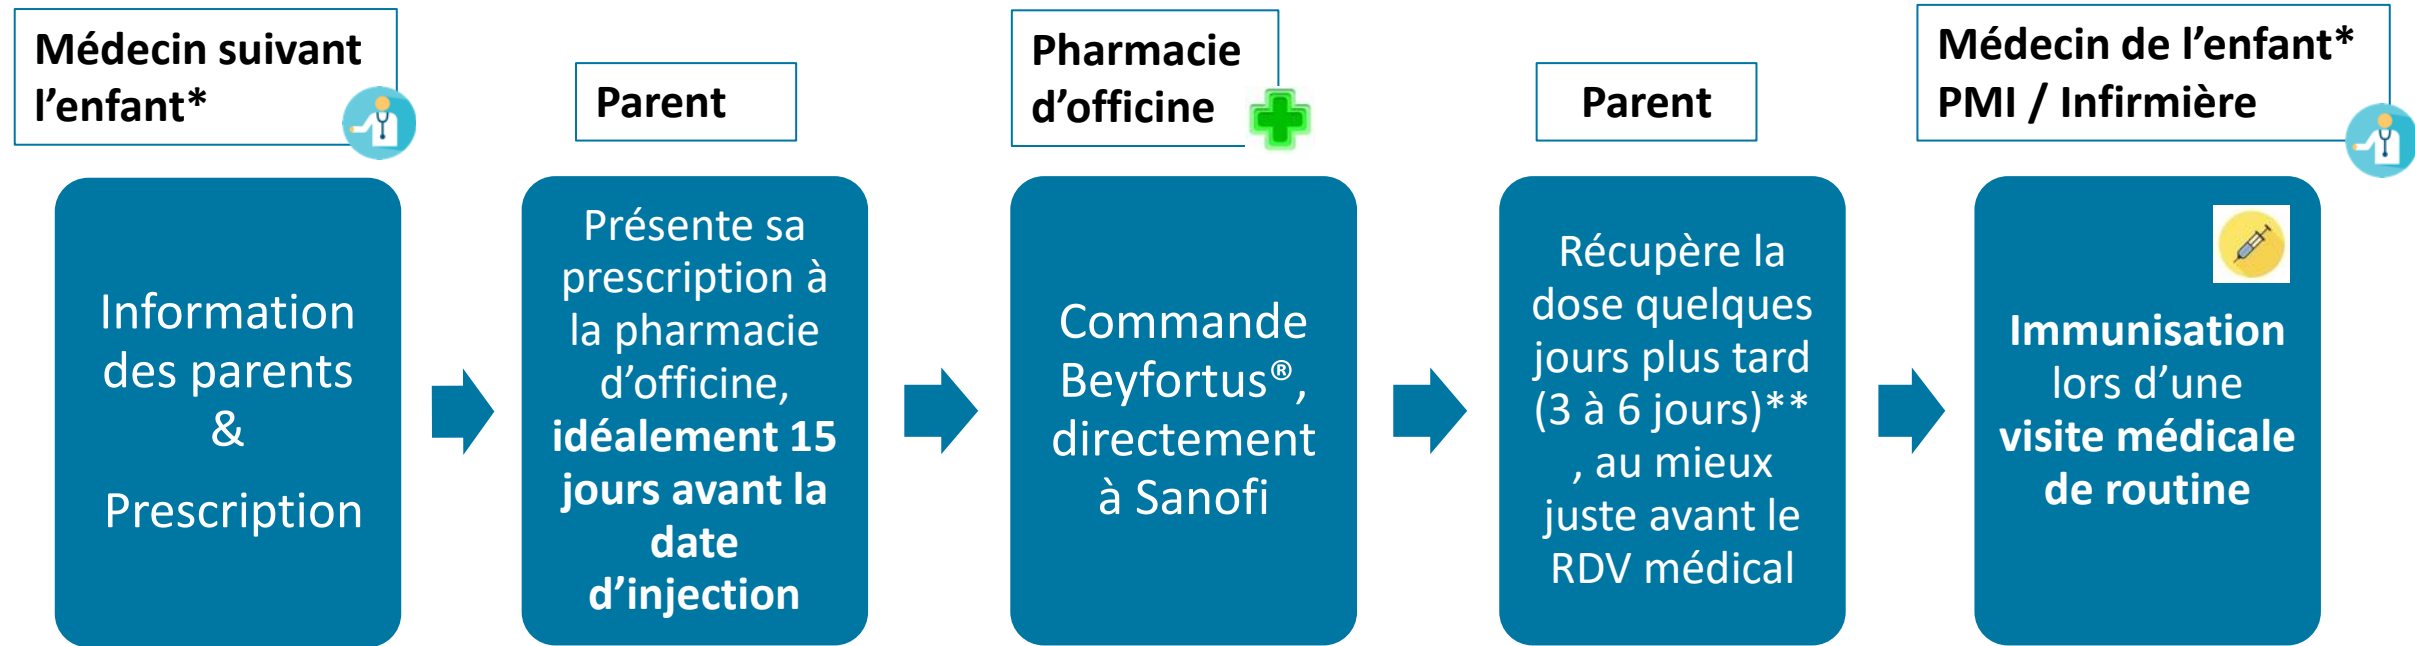 Médecin suivant
l’enfant*
Information
des parents
&
Prescription
Parent
Présente sa
prescription à
la pharmacie
d’officine,
idéalement 15
jours avant la
date
d’injection
Pharmacie
d’officine
Commande
Beyfortus®,
directement
à Sanofi
Parent
Récupère la
dose quelques
jours plus tard
(3 à 6 jours)**
, au mieux
juste avant le
RDV médical
Médecin de l’enfant*
PMI / Infirmière
Immunisation
lors d’une
visite médicale
de routine